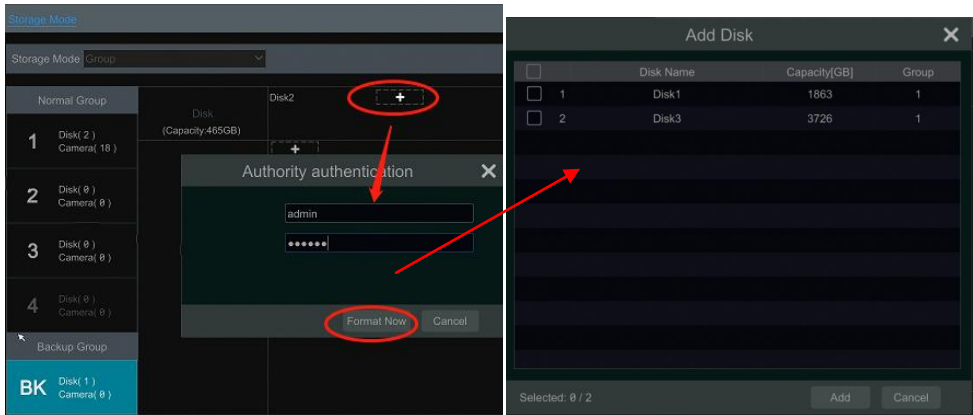 Storage Mode
Storage Mode Group
Normal Group
1 Disk( 2 )
Camera( 18 )
2 Disk( 0 )
Camera( 0 )
3 Disk( 0 )
Camera( 0 )
4 Disk( 0 )
Camera( 0 )
Backup Group
BK Disk( 1 )
Camera( 0 )
Disk
(Capacity:465GB)
Disk2 +
+
Authority authentication
admin
••••••
Format Now Cancel
Add Disk
Disk Name Capacity[GB] Group
1 Disk1 1863 1
2 Disk3 3726 1
Selected: 0 / 2 Add Cancel